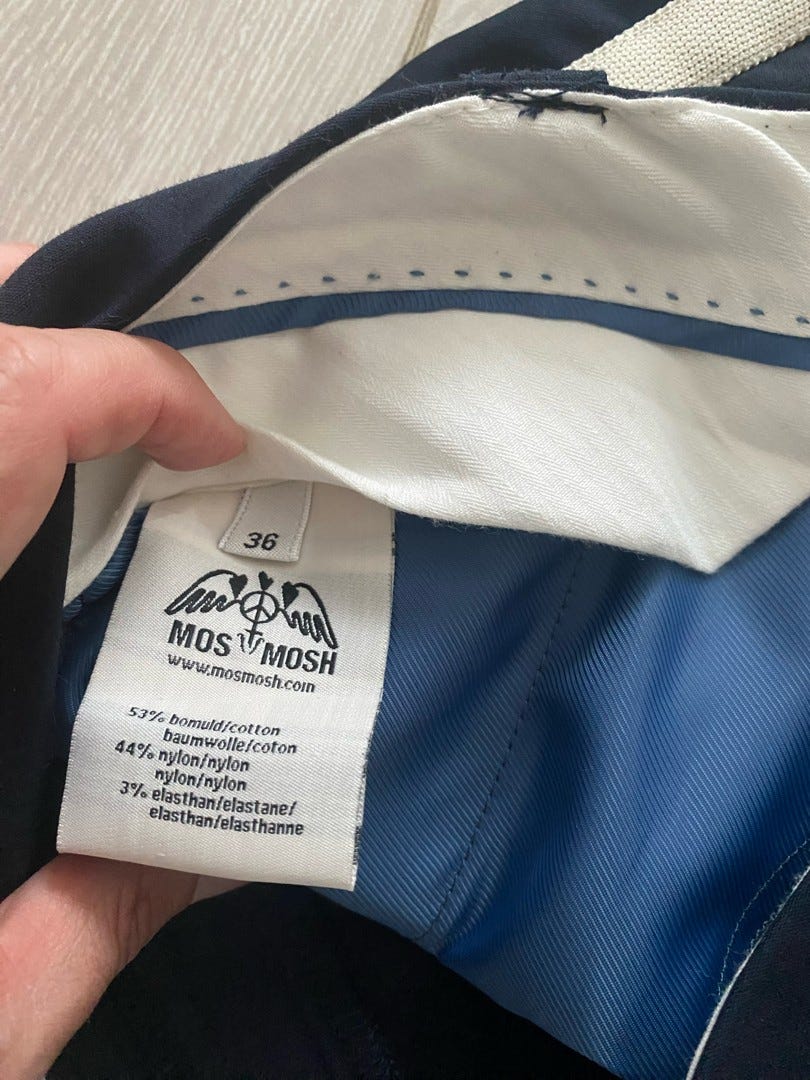 36
MOS MOSH
www.mosmosh.com
53% bomuld/cotton
baumwolle/coton
44% nylon/nylon
nylon/nylon
3% elasthan/elastane/
elasthan/elasthanne